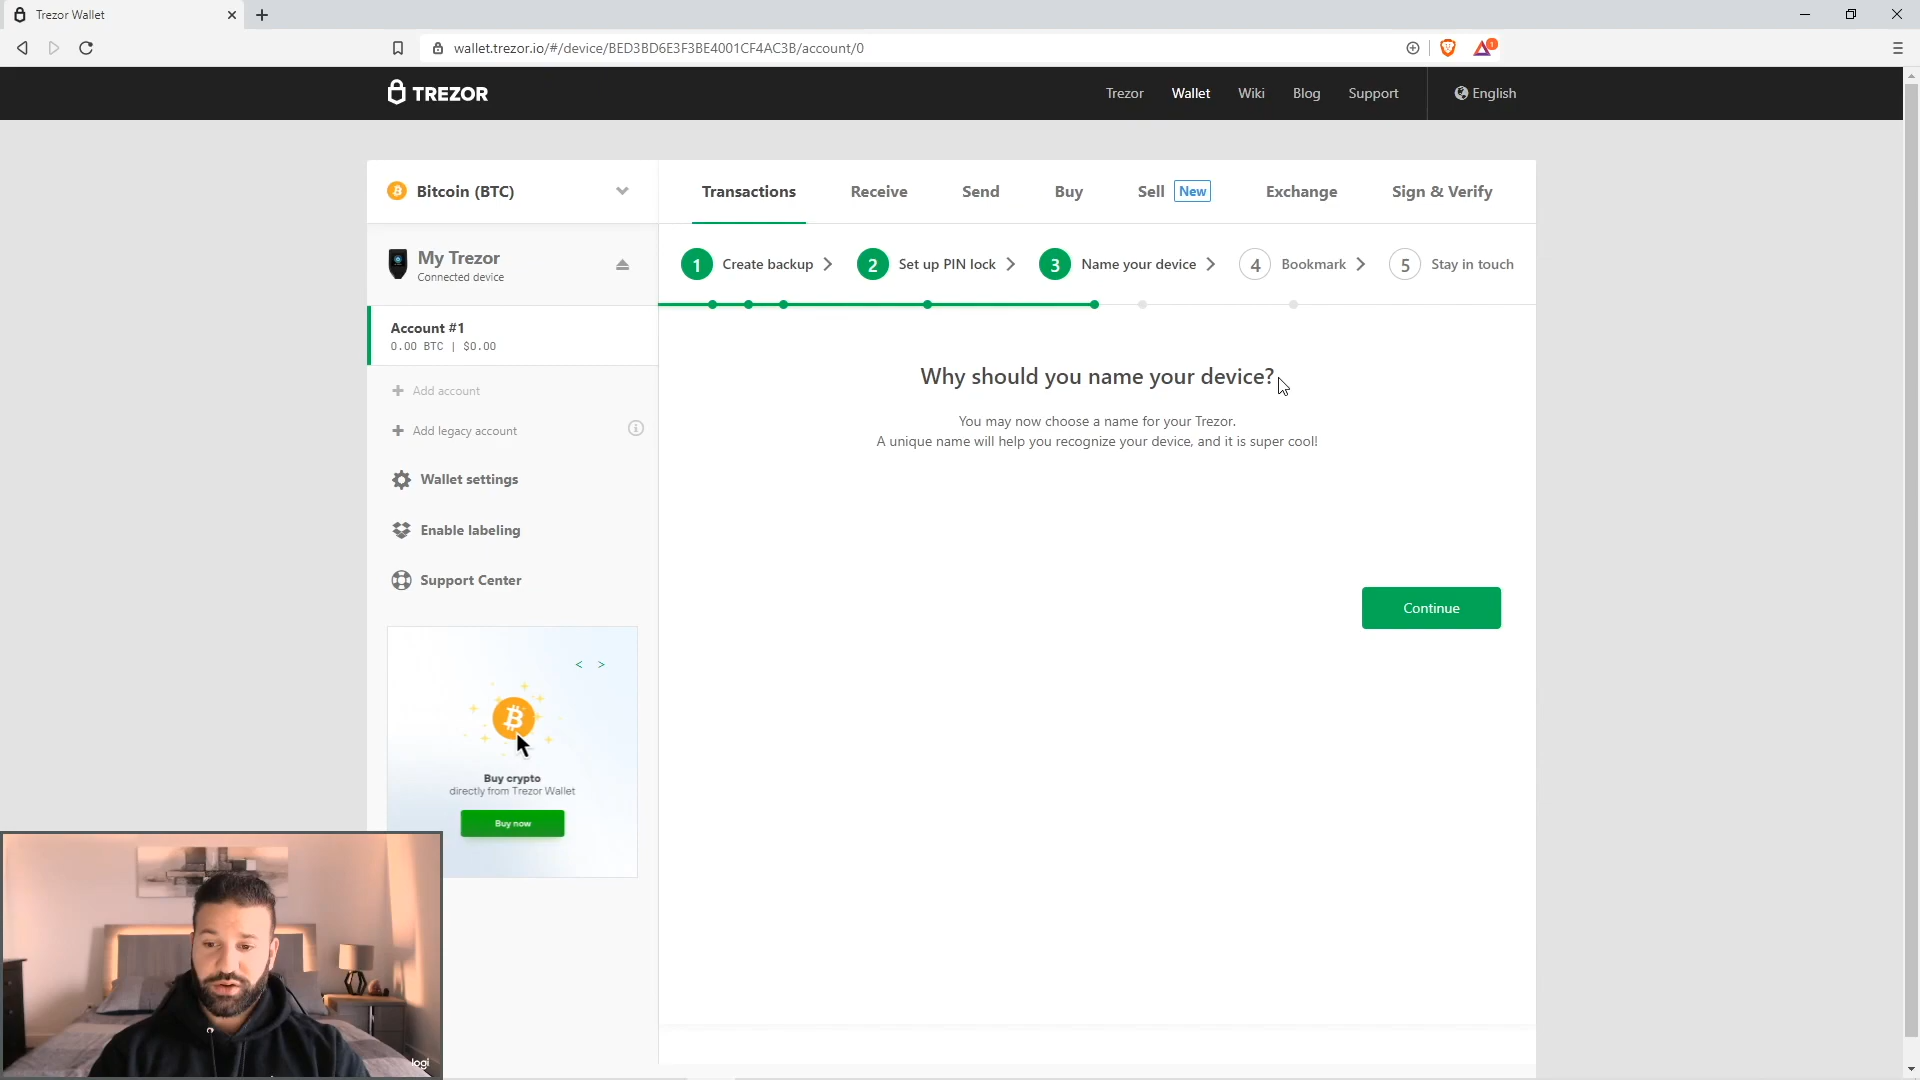 Trezor Wallet
wallet.trezor.io/#/device/BED3BD6E3F3BE4001CF4AC3B/account/0
1
TREZOR
Trezor
Wallet
Wiki
Blog
Support
English
Bitcoin (BTC)
Transactions
Receive
Send
Buy
Sell
New
Exchange
Sign & Verify
My Trezor
Connected device
1
Create backup
2
Set up PIN lock
3
Name your device
4
Bookmark
5
Stay in touch
Account #1
0.00 BTC | $0.00
Add account
Add legacy account
Wallet settings
Enable labeling
Support Center
Why should you name your device?
You may now choose a name for your Trezor.
A unique name will help you recognize your device, and it is super cool!
Continue
< >
Buy crypto
directly from Trezor Wallet
Buy now
logi